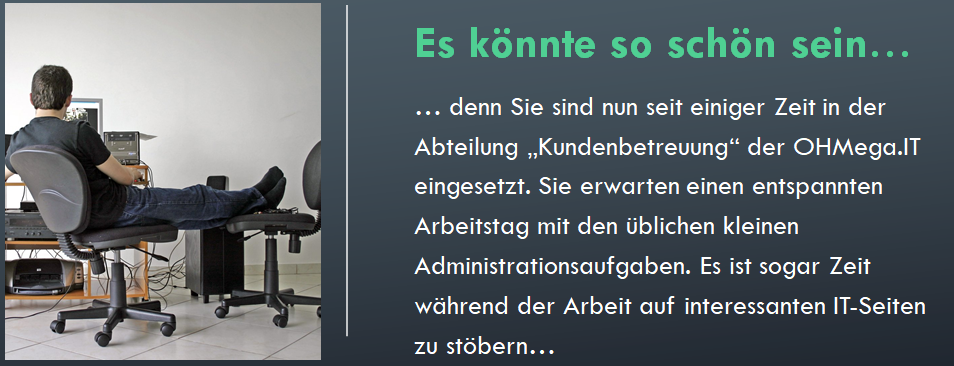 Es könnte so schön sein…
… denn Sie sind nun seit einiger Zeit in der
Abteilung „Kundenbetreuung“ der OHMega.IT
eingesetzt. Sie erwarten einen entspannten
Arbeitstag mit den üblichen kleinen
Administrationsaufgaben. Es ist sogar Zeit
während der Arbeit auf interessanten IT-Seiten
zu stöbern…